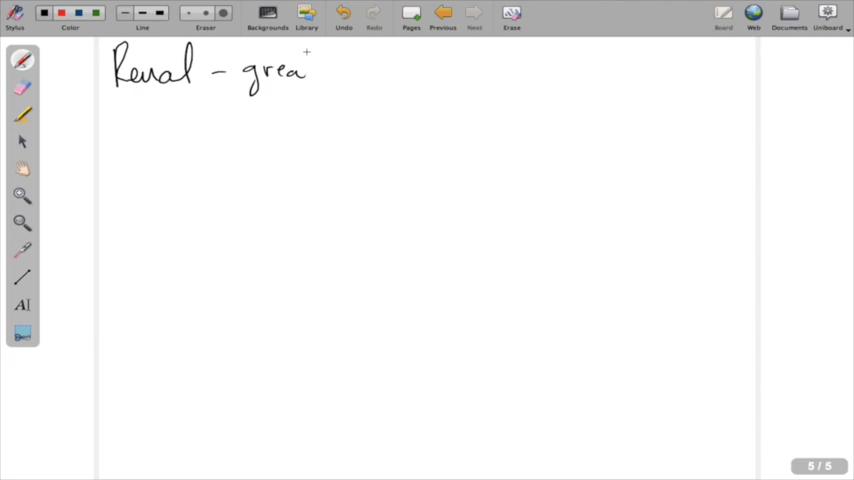 Stylus Color Line Eraser Backgrounds Library Undo Redo Pages Previous Next Erase Board Web Documents Uniboard
Renal - grea
AI
5 / 5